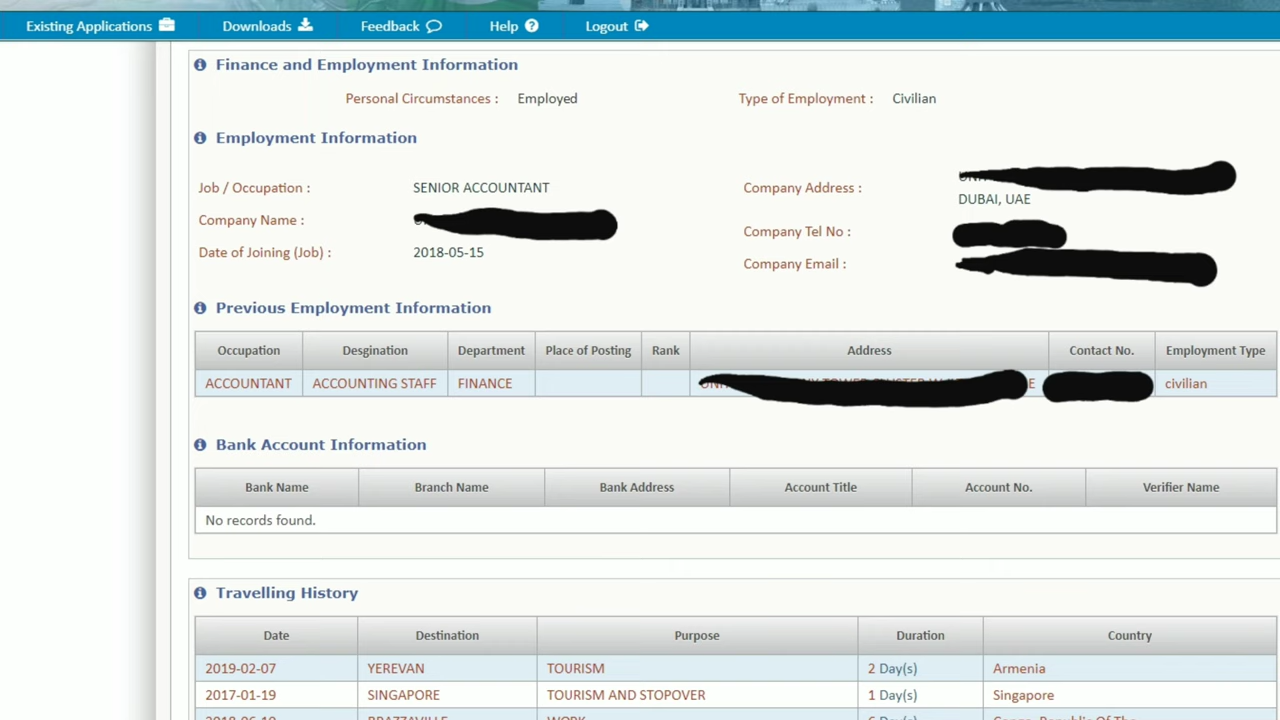 Existing Applications Downloads Feedback Help Logout
Finance and Employment Information
Personal Circumstances : Employed Type of Employment : Civilian
Employment Information
Job / Occupation : SENIOR ACCOUNTANT Company Address :
DUBAI, UAE
Company Name :
Company Tel No :
Date of Joining (Job) : 2018-05-15
Company Email :
Previous Employment Information
Occupation Desgination Department Place of Posting Rank Address Contact No. Employment Type
ACCOUNTANT ACCOUNTING STAFF FINANCE civilian
Bank Account Information
Bank Name Branch Name Bank Address Account Title Account No. Verifier Name
No records found.
Travelling History
Date Destination Purpose Duration Country
2019-02-07 YEREVAN TOURISM 2 Day(s) Armenia
2017-01-19 SINGAPORE TOURISM AND STOPOVER 1 Day(s) Singapore